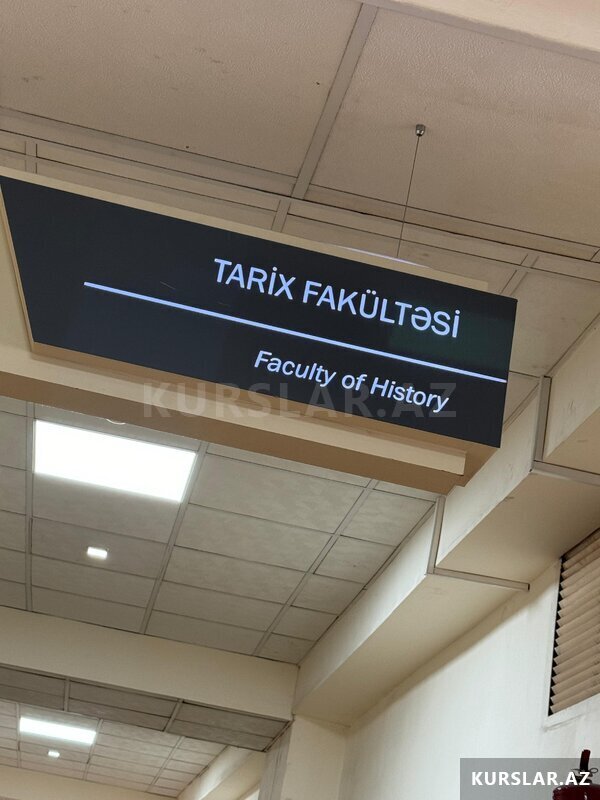 TARİX FAKÜLTƏSİ
Faculty of History
KURSLAR.AZ
KURSLAR.AZ